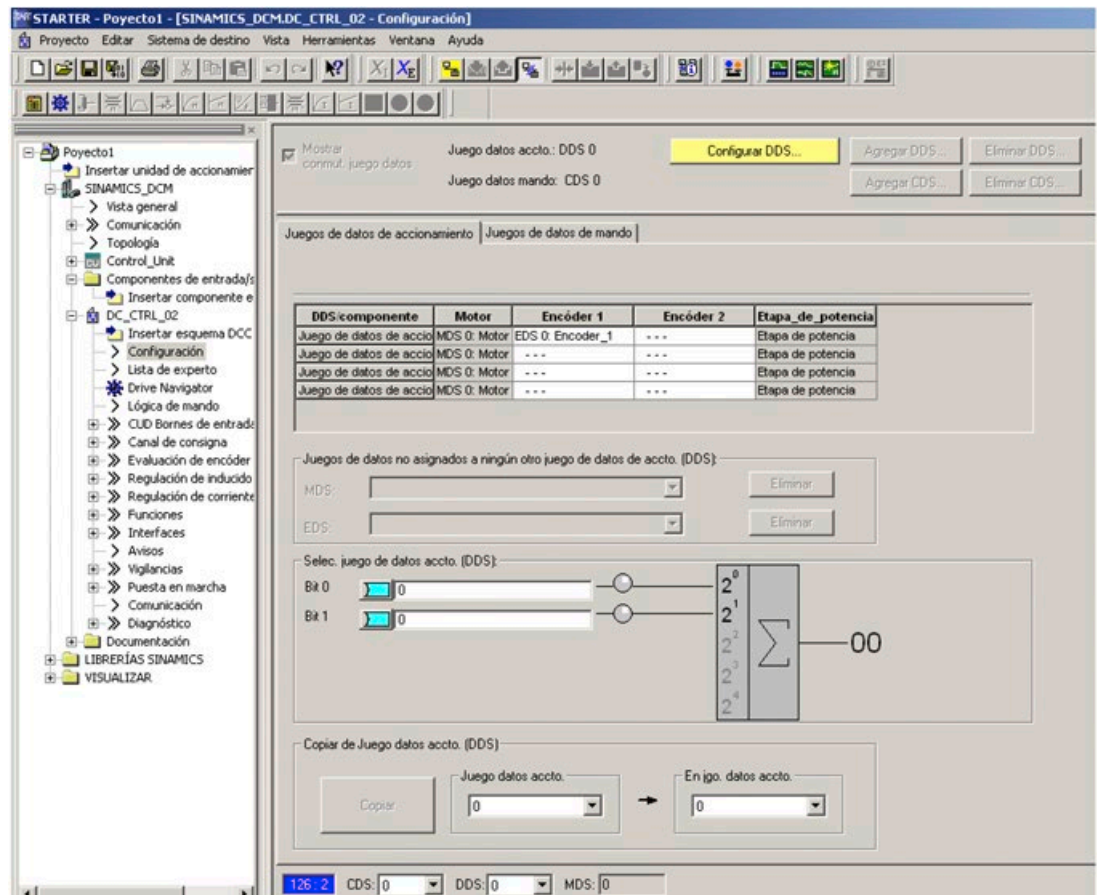 STARTER - Poyecto1 - [SINAMICS_DCM.DC_CTRL_02 - Configuración]
Proyecto Editar Sistema de destino Vista Herramientas Ventana Ayuda
Poyecto1
Insertar unidad de accionamier
SINAMICS_DCM
Vista general
Comunicación
Topología
Control_Unit
Componentes de entrada/s
Insertar componente e
DC_CTRL_02
Insertar esquema DCC
Configuración
Lista de experto
Drive Navigator
Lógica de mando
CUD Bornes de entrada
Canal de consigna
Evaluación de encóder
Regulación de inducido
Regulación de corriente
Funciones
Interfaces
Avisos
Vigilancias
Puesta en marcha
Comunicación
Diagnóstico
Documentación
LIBRERÍAS SINAMICS
VISUALIZAR
Mostrar
conmut. juego datos
Juego datos accto.: DDS 0
Juego datos mando: CDS 0
Configurar DDS...
Agregar DDS...
Eliminar DDS...
Agregar CDS...
Eliminar CDS...
Juegos de datos de accionamiento
Juegos de datos de mando
DDS/componente Motor Encóder 1 Encóder 2 Etapa_de_potencia
Juego de datos de accio MDS 0: Motor EDS 0: Encoder_1 - - - Etapa de potencia
Juego de datos de accio MDS 0: Motor - - - - - - Etapa de potencia
Juego de datos de accio MDS 0: Motor - - - - - - Etapa de potencia
Juego de datos de accio MDS 0: Motor - - - - - - Etapa de potencia
Juegos de datos no asignados a ningún otro juego de datos de accto. (DDS):
MDS: Eliminar
EDS: Eliminar
Selec. juego de datos accto. (DDS):
Bit 0 0
Bit 1 0
2⁰
2¹
2²
2³
2⁴
Σ
00
Copiar de Juego datos accto. (DDS)
Copiar
Juego datos accto.
0
En jgo. datos accto.
0
126 : 2 CDS: 0 DDS: 0 MDS: 0